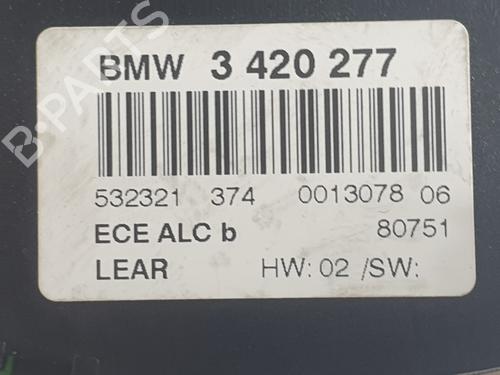 BMW 3 420 277
532321 374 0013078 06
ECE ALC b 80751
LEAR HW: 02 /SW:
B-PARTS